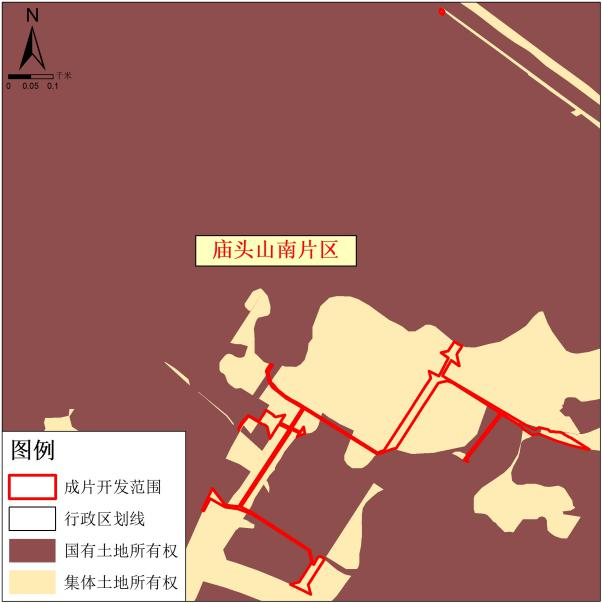 N
千米
0 0.05 0.1
庙头山南片区
图例
成片开发范围
行政区划线
国有土地所有权
集体土地所有权